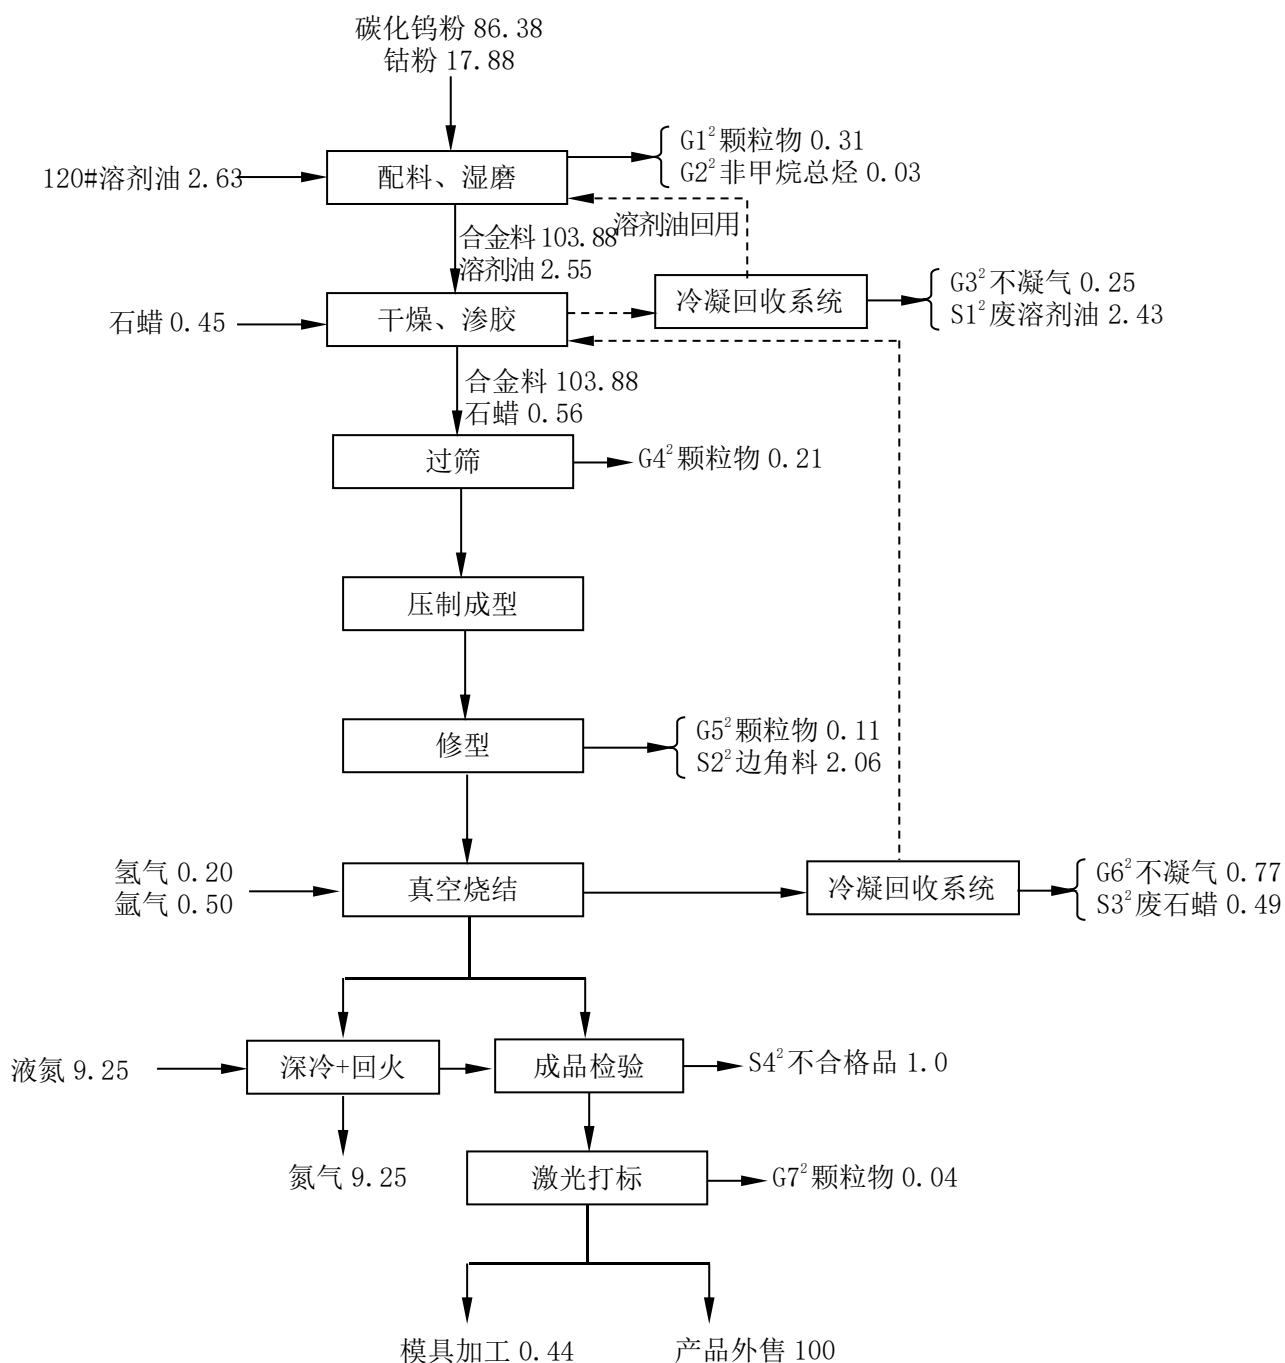 碳化钨粉 86.38
钴粉 17.88
G1² 颗粒物 0.31
G2² 非甲烷总烃 0.03
120#溶剂油 2.63
配料、湿磨
溶剂油回用
合金料 103.88
溶剂油 2.55
G3² 不凝气 0.25
S1² 废溶剂油 2.43
冷凝回收系统
石蜡 0.45
干燥、渗胶
合金料 103.88
石蜡 0.56
过筛
G4² 颗粒物 0.21
压制成型
修型
G5² 颗粒物 0.11
S2² 边角料 2.06
氢气 0.20
氩气 0.50
真空烧结
冷凝回收系统
G6² 不凝气 0.77
S3² 废石蜡 0.49
液氮 9.25
深冷+回火
成品检验
S4² 不合格品 1.0
氮气 9.25
激光打标
G7² 颗粒物 0.04
模具加工 0.44
产品外售 100